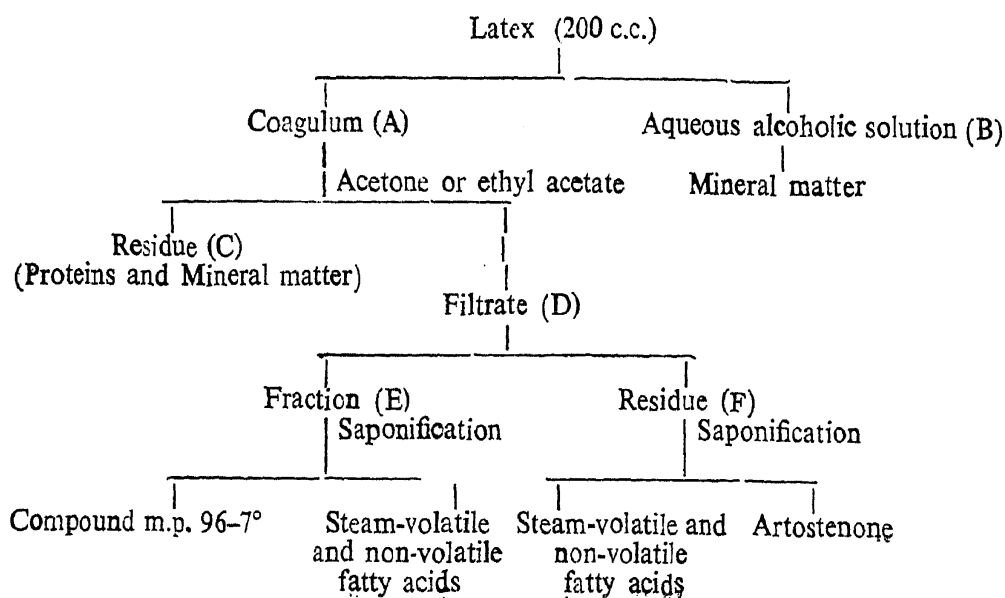 Latex (200 c.c.)
Coagulum (A)
Aqueous alcoholic solution (B)
Acetone or ethyl acetate
Mineral matter
Residue (C)
(Proteins and Mineral matter)
Filtrate (D)
Fraction (E)
Residue (F)
Saponification
Saponification
Compound m.p. 96–7°
Steam-volatile
and non-volatile
fatty acids
Steam-volatile and
non-volatile
fatty acids
Artostenone